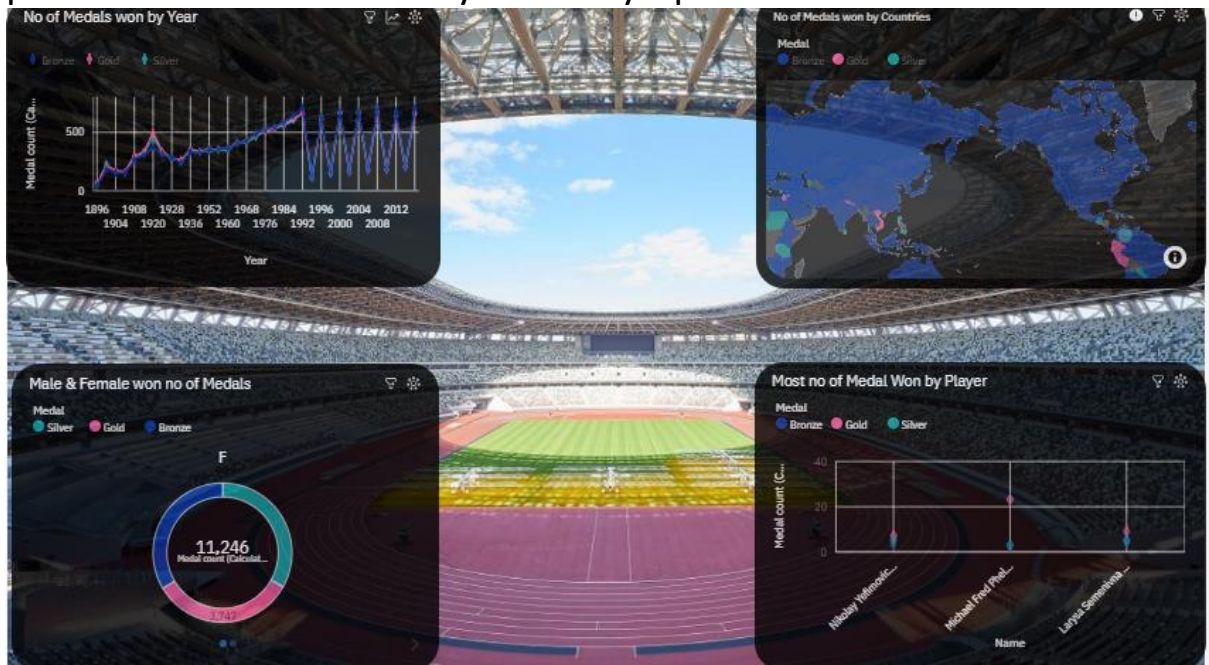 No of Medals won by Year
Bronze Gold Silver
Medal count (Ca...
500
0
1896 1908 1928 1952 1968 1984 1996 2004 2012
1904 1920 1936 1960 1976 1992 2000 2008
Year
No of Medals won by Countries
Medal
Bronze Gold Silver
Male & Female won no of Medals
Medal
Silver Gold Bronze
F
11,246
Medal count (Calculat...
3,747
Most no of Medal Won by Player
Medal
Bronze Gold Silver
Medal count (C...
40
20
0
Nikolay Yefimovic...
Michael Fred Phel...
Larysa Semenivna ...
Name